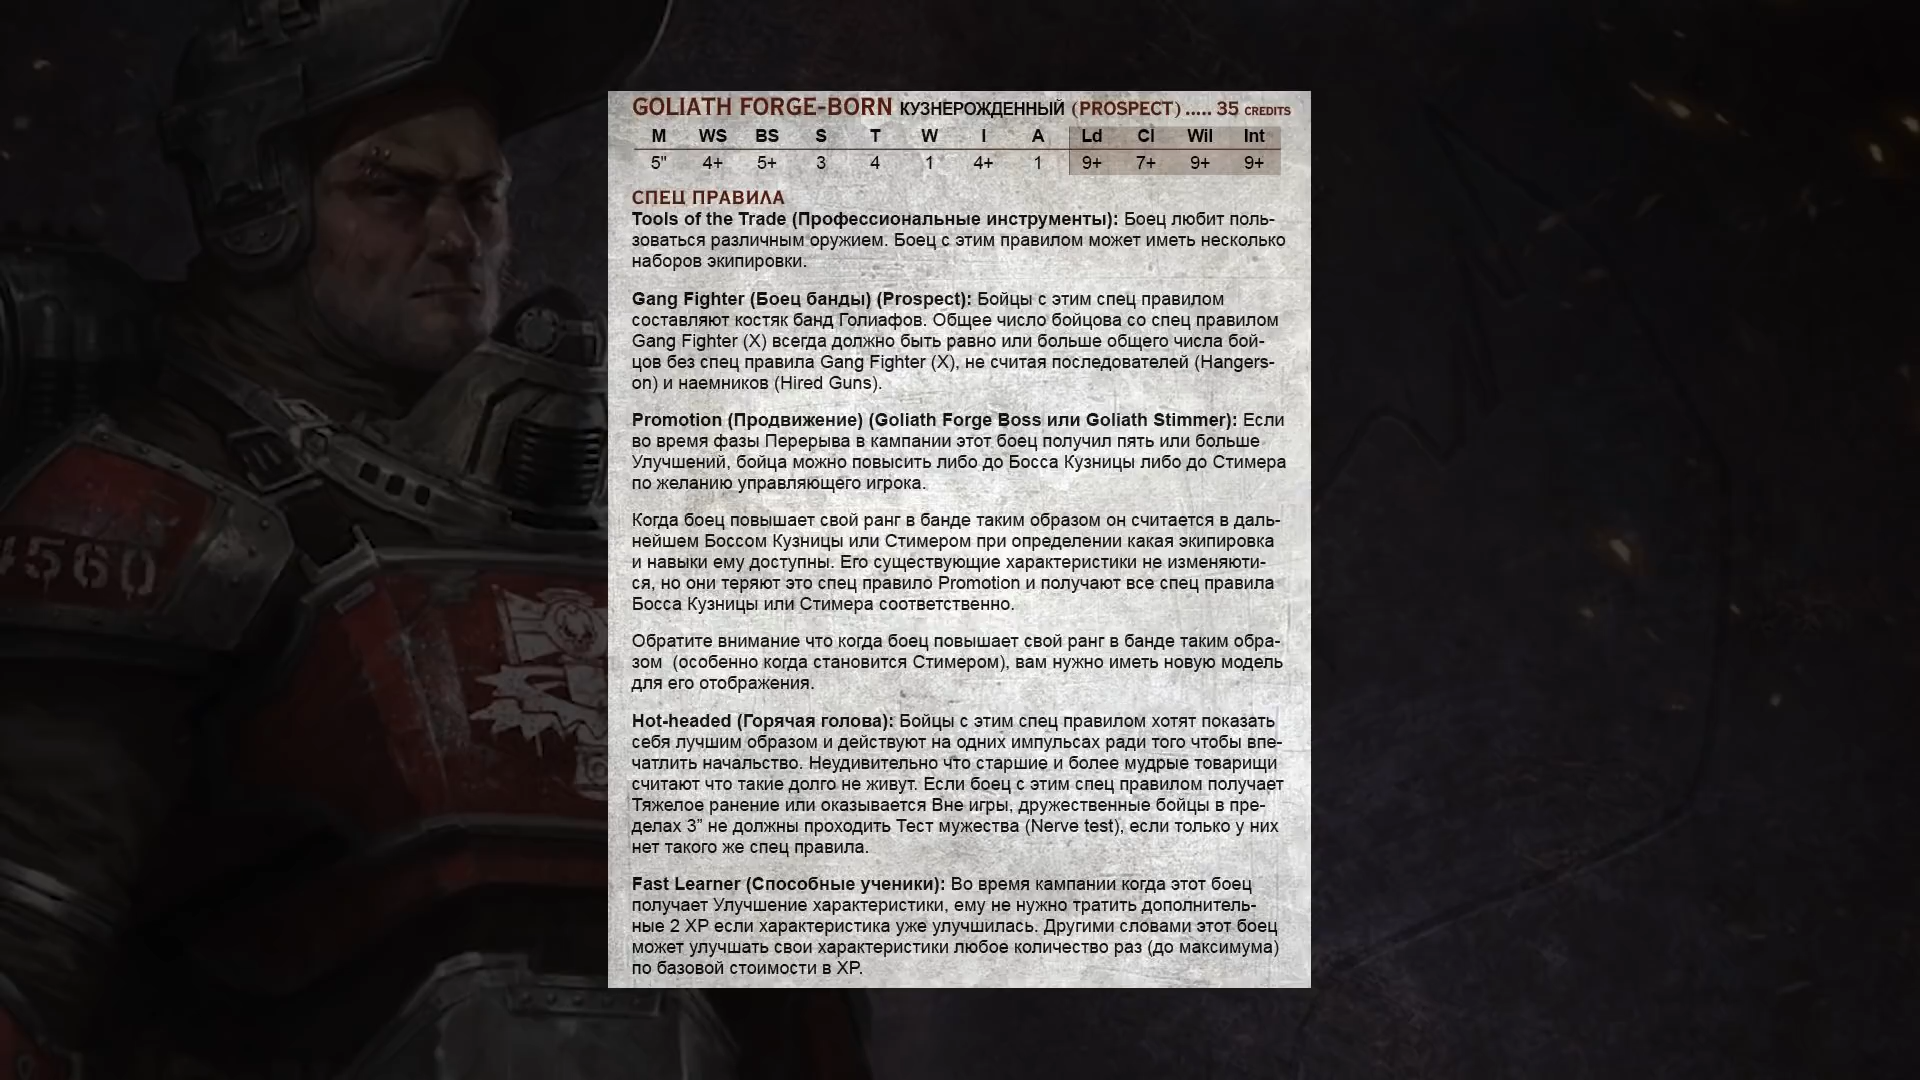 GOLIATH FORGE-BORN КУЗНЕРОЖДЕННЫЙ (PROSPECT) ..... 35 CREDITS
M WS BS S T W I A Ld Cl Wil Int
5" 4+ 5+ 3 4 1 4+ 1 9+ 7+ 9+ 9+
СПЕЦ ПРАВИЛА
Tools of the Trade (Профессиональные инструменты): Боец любит поль-
зоваться различным оружием. Боец с этим правилом может иметь несколько
наборов экипировки.
Gang Fighter (Боец банды) (Prospect): Бойцы с этим спец правилом
составляют костяк банд Голиафов. Общее число бойцова со спец правилом
Gang Fighter (X) всегда должно быть равно или больше общего числа бой-
цов без спец правила Gang Fighter (X), не считая последователей (Hangers-
on) и наемников (Hired Guns).
Promotion (Продвижение) (Goliath Forge Boss или Goliath Stimmer): Если
во время фазы Перерыва в кампании этот боец получил пять или больше
Улучшений, бойца можно повысить либо до Босса Кузницы либо до Стимера
по желанию управляющего игрока.
Когда боец повышает свой ранг в банде таким образом он считается в даль-
нейшем Боссом Кузницы или Стимером при определении какая экипировка
и навыки ему доступны. Его существующие характеристики не изменяюти-
ся, но они теряют это спец правило Promotion и получают все спец правила
Босса Кузницы или Стимера соответственно.
Обратите внимание что когда боец повышает свой ранг в банде таким обра-
зом (особенно когда становится Стимером), вам нужно иметь новую модель
для его отображения.
Hot-headed (Горячая голова): Бойцы с этим спец правилом хотят показать
себя лучшим образом и действуют на одних импульсах ради того чтобы впе-
чатлить начальство. Неудивительно что старшие и более мудрые товарищи
считают что такие долго не живут. Если боец с этим спец правилом получает
Тяжелое ранение или оказывается Вне игры, дружественные бойцы в пре-
делах 3” не должны проходить Тест мужества (Nerve test), если только у них
нет такого же спец правила.
Fast Learner (Способные ученики): Во время кампании когда этот боец
получает Улучшение характеристики, ему не нужно тратить дополнитель-
ные 2 XP если характеристика уже улучшилась. Другими словами этот боец
может улучшать свои характеристики любое количество раз (до максимума)
по базовой стоимости в XP.
4560